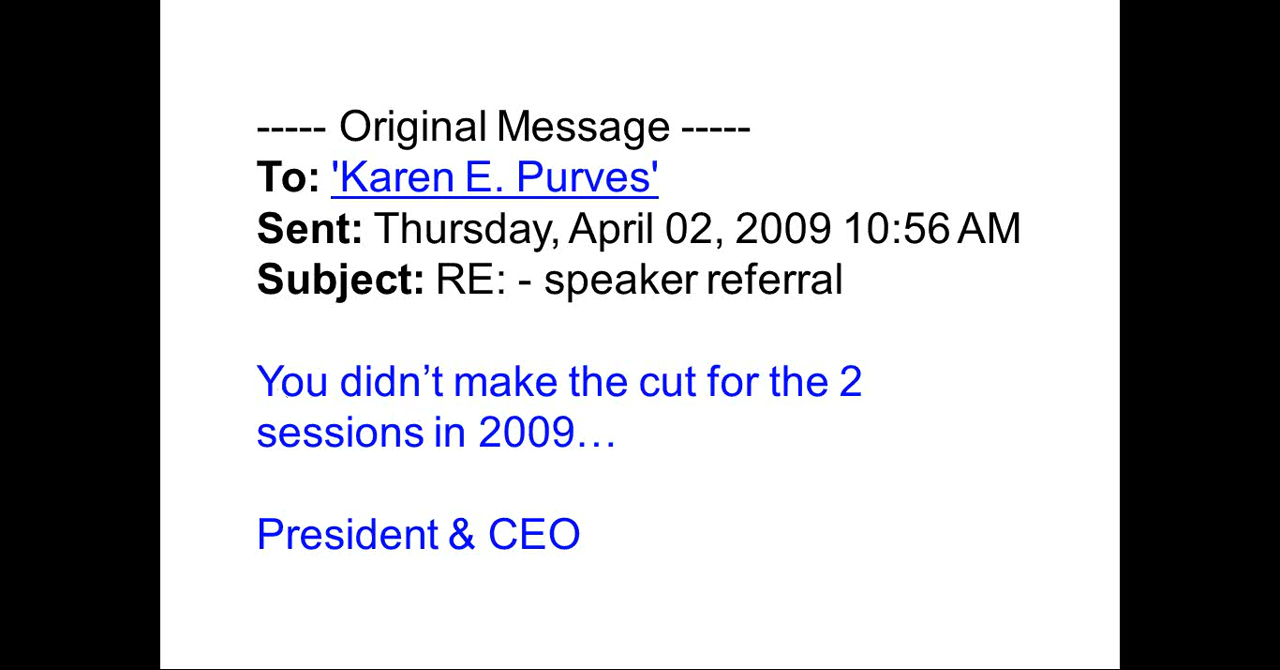 ----- Original Message -----
To: 'Karen E. Purves'
Sent: Thursday, April 02, 2009 10:56 AM
Subject: RE: - speaker referral
You didn’t make the cut for the 2
sessions in 2009…
President & CEO